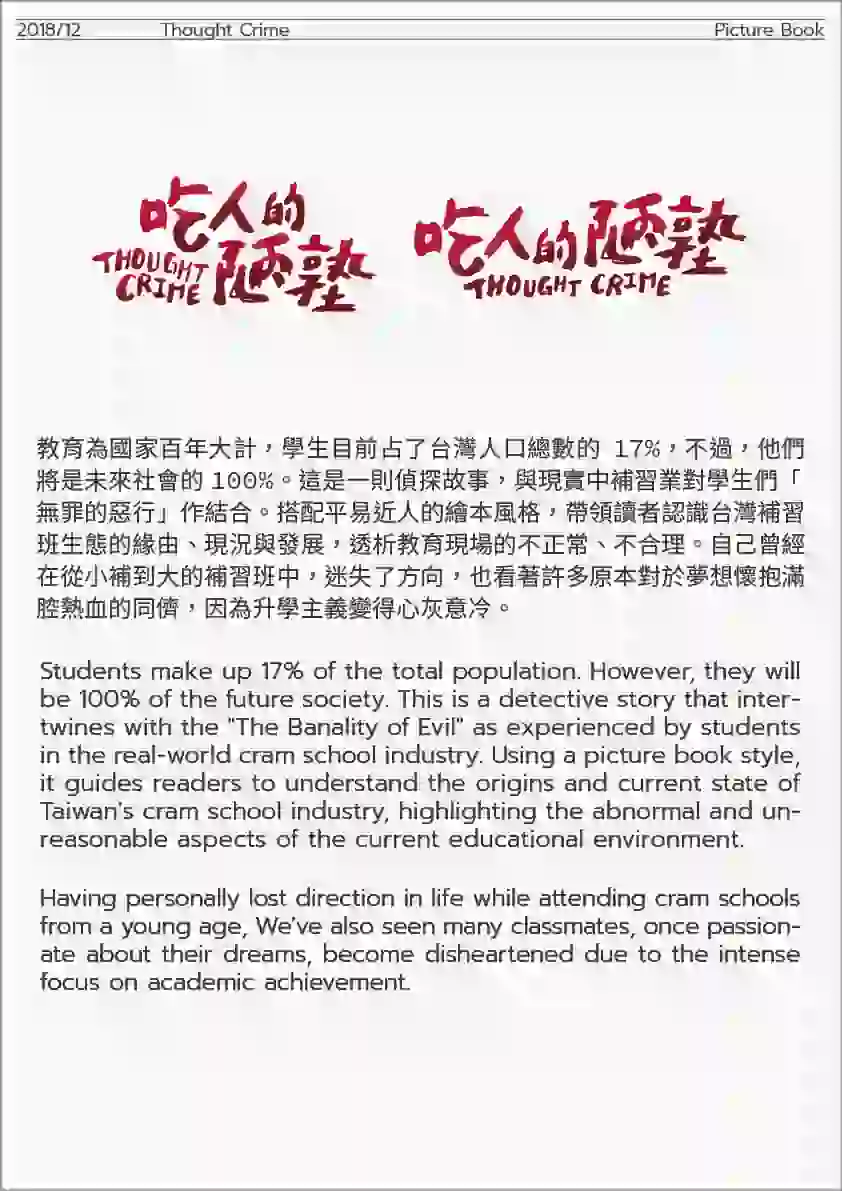 2018/12 Thought Crime Picture Book
吃人的
THOUGHT
CRIME
陋塾
吃人的陋塾
THOUGHT CRIME
教育為國家百年大計，學生目前占了台灣人口總數的 17%，不過，他們
將是未來社會的 100%。這是一則偵探故事，與現實中補習業對學生們「
無罪的惡行」作結合。搭配平易近人的繪本風格，帶領讀者認識台灣補習
班生態的緣由、現況與發展，透析教育現場的不正常、不合理。自己曾經
在從小補到大的補習班中，迷失了方向，也看著許多原本對於夢想懷抱滿
腔熱血的同儕，因為升學主義變得心灰意冷。
Students make up 17% of the total population. However, they will
be 100% of the future society. This is a detective story that inter-
twines with the "The Banality of Evil" as experienced by students
in the real-world cram school industry. Using a picture book style,
it guides readers to understand the origins and current state of
Taiwan's cram school industry, highlighting the abnormal and un-
reasonable aspects of the current educational environment.
Having personally lost direction in life while attending cram schools
from a young age, We've also seen many classmates, once passion-
ate about their dreams, become disheartened due to the intense
focus on academic achievement.